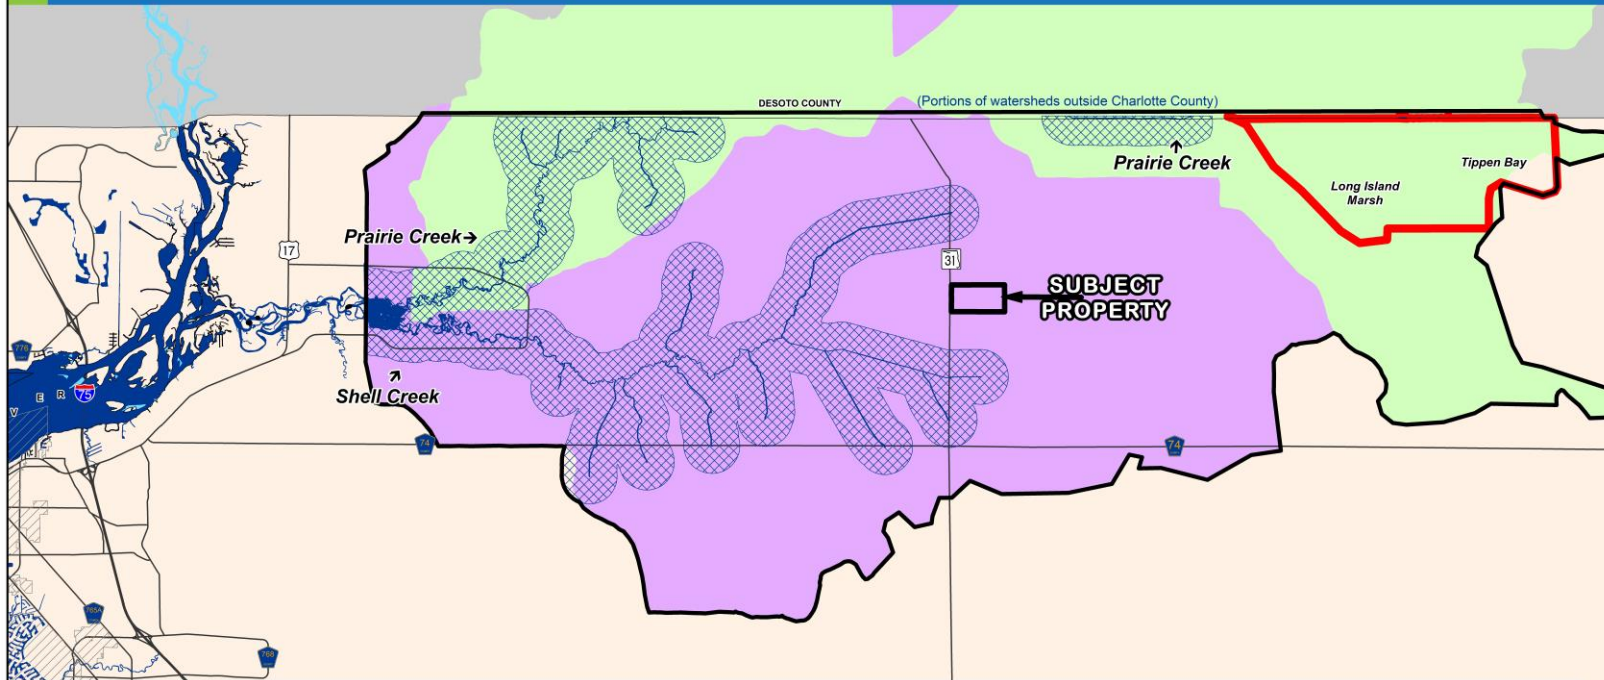 DESOTO COUNTY
(Portions of watersheds outside Charlotte County)
Prairie Creek
Tippen Bay
Long Island
Marsh
Prairie Creek
17
31
SUBJECT
PROPERTY
776
75
V E R
Shell Creek
74
74
765A
768